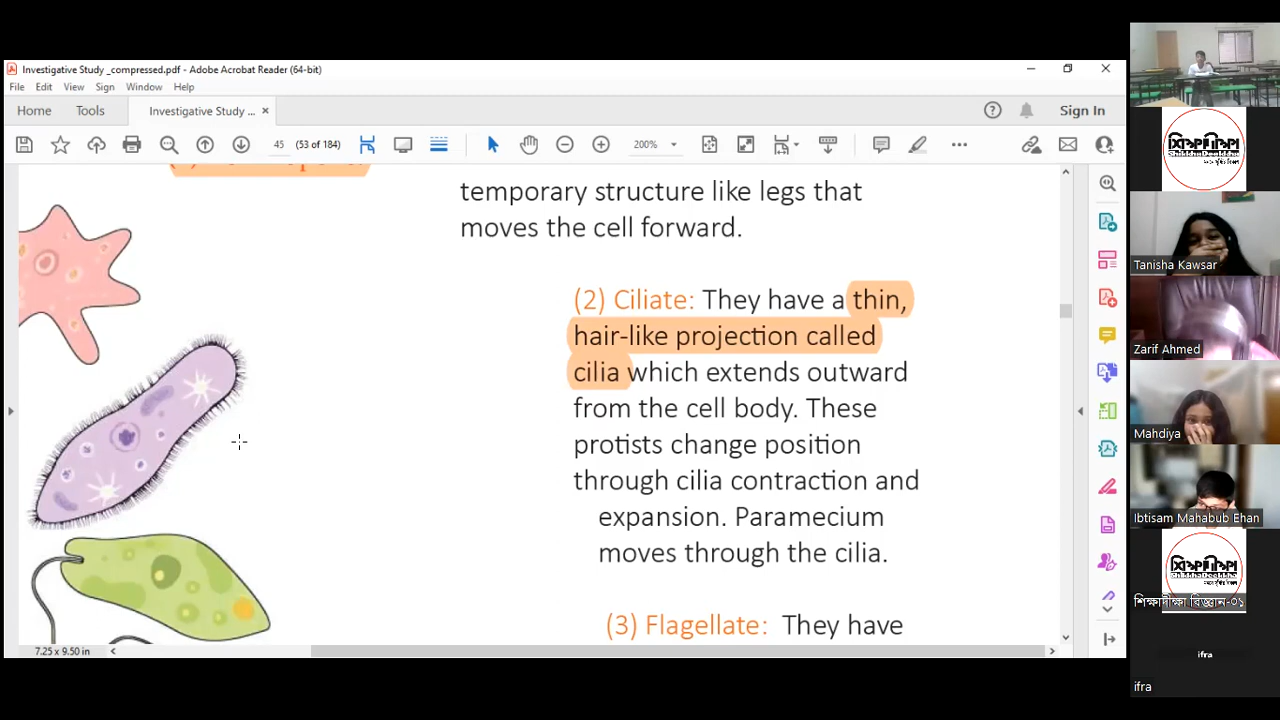 Investigative Study _compressed.pdf - Adobe Acrobat Reader (64-bit)
File Edit View Sign Window Help
Home Tools Investigative Study ... × Sign In
45 (53 of 184) 200%
temporary structure like legs that
moves the cell forward.
(2) Ciliate: They have a thin,
hair-like projection called
cilia which extends outward
from the cell body. These
protists change position
through cilia contraction and
expansion. Paramecium
moves through the cilia.
(3) Flagellate: They have
7.25 x 9.50 in
Tanisha Kawsar
Zarif Ahmed
Mahdiya
Ibtisam Mahabub Ehan
শিক্ষাদীক্ষা বিজ্ঞান-০১
ifra
ifra